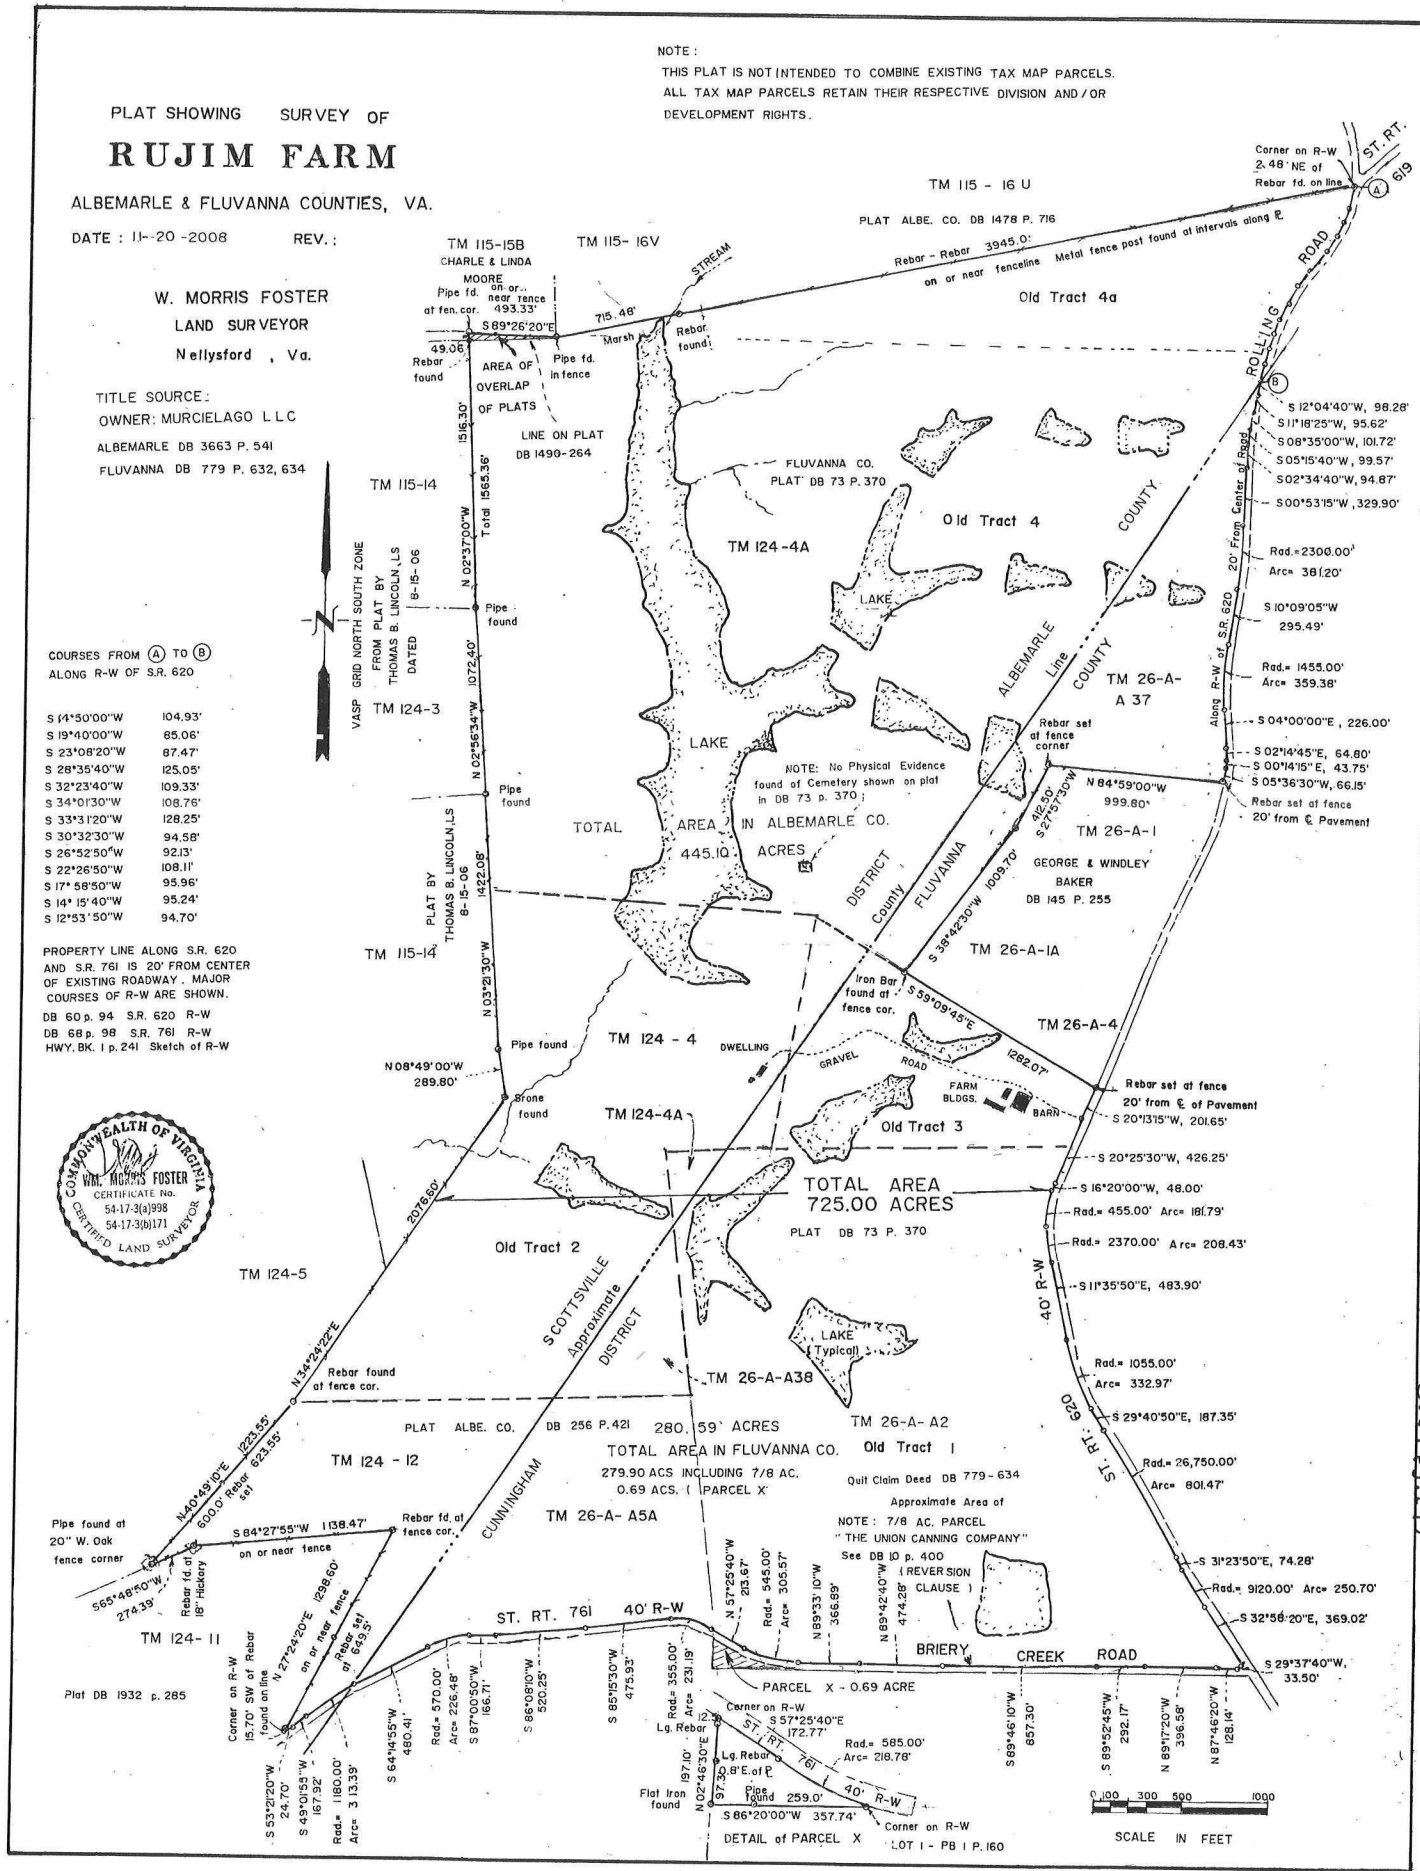 NOTE :
THIS PLAT IS NOT INTENDED TO COMBINE EXISTING TAX MAP PARCELS.
ALL TAX MAP PARCELS RETAIN THEIR RESPECTIVE DIVISION AND / OR
DEVELOPMENT RIGHTS.
PLAT SHOWING SURVEY OF
RUJIM FARM
ALBEMARLE & FLUVANNA COUNTIES, VA.
DATE : 11--20 -2008 REV. :
W. MORRIS FOSTER
LAND SURVEYOR
Nellysford , Va.
TITLE SOURCE:
OWNER: MURCIELAGO LLC
ALBEMARLE DB 3663 P. 541
FLUVANNA DB 779 P. 632, 634
VASP GRID NORTH SOUTH ZONE
FROM PLAT BY
THOMAS B. LINCOLN, LS
DATED 8-15-06
N
COURSES FROM (A) TO (B)
ALONG R-W OF S.R. 620
S 14°50'00"W 104.93'
S 19°40'00"W 85.06'
S 23°08'20"W 87.47'
S 28°35'40"W 125.05'
S 32°23'40"W 109.33'
S 34°01'30"W 108.76'
S 33°31'20"W 128.25'
S 30°32'30"W 94.58'
S 26°52'50"W 92.13'
S 22°26'50"W 108.11'
S 17°58'50"W 95.96'
S 14°15'40"W 95.24'
S 12°53'50"W 94.70'
PROPERTY LINE ALONG S.R. 620
AND S.R. 761 IS 20' FROM CENTER
OF EXISTING ROADWAY. MAJOR
COURSES OF R-W ARE SHOWN.
DB 60 p. 94 S.R. 620 R-W
DB 68 p. 98 S.R. 761 R-W
HWY. BK. 1 p. 241 Sketch of R-W
COMMONWEALTH OF VIRGINIA
WM. MORRIS FOSTER
CERTIFICATE No.
54-17-3(a)998
54-17-3(b)171
CERTIFIED LAND SURVEYOR
TM 115-15B
CHARLE & LINDA
MOORE
TM 115-16V
Pipe fd.
at fen. cor.
on or
near fence
493.33'
S 89°26'20"E
49.06
Rebar
found
AREA OF
OVERLAP
OF PLATS
Pipe fd.
in fence
LINE ON PLAT
DB 1490-264
715.48'
Marsh
STREAM
Rebar
found
TM 115 - 16 U
PLAT ALBE. CO. DB 1478 P. 716
Rebar - Rebar 3945.0'
on or near fenceline Metal fence post found at intervals along PL
Corner on R-W
2.48' NE of
Rebar fd. on line
ST. RT. 619
A
ROLLING ROAD
B
Old Tract 4a
S 12°04'40"W, 98.28'
S 11°18'25"W, 95.62'
S 08°35'00"W, 101.72'
S 05°15'40"W, 99.57'
S 02°34'40"W, 94.87'
S 00°53'15"W, 329.90'
Rad.= 2300.00'
Arc= 381.20'
S 10°09'05"W
295.49'
Rad.= 1455.00'
Arc= 359.38'
S 04°00'00"E, 226.00'
S 02°14'45"E, 64.80'
S 00°14'15"E, 43.75'
S 05°36'30"W, 66.15'
Rebar set at fence
20' from CL Pavement
Along R-W of S.R. 620 20' From Center of Road
TM 115-14
1516.30'
Total 1565.36'
N 02°37'00"W
Pipe
found
1072.40'
N 02°56'34"W
TM 124-3
Pipe
found
PLAT BY
THOMAS B. LINCOLN, LS
8-15-06
1422.08'
N 03°21'30"W
TM 115-14
Pipe found
N 08°49'00"W
289.80'
Stone
found
FLUVANNA CO.
PLAT DB 73 P. 370
TM 124-4A
Old Tract 4
LAKE
LAKE
COUNTY
ALBEMARLE
Line
COUNTY
TM 26-A-
A 37
Rebar set
at fence
corner
N 84°59'00"W
999.80'
NOTE: No Physical Evidence
found of Cemetery shown on plat
in DB 73 p. 370
TOTAL AREA IN ALBEMARLE CO.
445.10 ACRES
412.50'
S 27°57'30"W
TM 26-A-1
GEORGE & WINDLEY
BAKER
DB 145 P. 255
1009.70'
S 38°42'30"W
TM 26-A-1A
DISTRICT
County
FLUVANNA
Iron Bar
found at
fence cor.
S 59°09'45"E
1282.07'
TM 26-A-4
Rebar set at fence
20' from CL of Pavement
TM 124 - 4
DWELLING
GRAVEL ROAD
FARM
BLDGS.
BARN
S 20°13'15"W, 201.65'
S 20°25'30"W, 426.25'
S 16°20'00"W, 48.00'
Rad.= 455.00' Arc= 181.79'
Rad.= 2370.00' Arc= 208.43'
S 11°35'50"E, 483.90'
TM 124-4A
Old Tract 3
TOTAL AREA
725.00 ACRES
PLAT DB 73 P. 370
2076.60'
N 34°24'22"E
TM 124-5
Old Tract 2
SCOTTSVILLE
Approximate
DISTRICT
40' R-W
ST. RT. 620
LAKE
(Typical)
Rad.= 1055.00'
Arc= 332.97'
S 29°40'50"E, 187.35'
Rad.= 26,750.00'
Arc= 801.47'
S 31°23'50"E, 74.28'
Rad.= 9120.00' Arc= 250.70'
S 32°58'20"E, 369.02'
S 29°37'40"W,
33.50'
TM 26-A-A38
Rebar found
at fence cor.
PLAT ALBE. CO. DB 256 P. 421
280.59 ACRES
TOTAL AREA IN FLUVANNA CO.
279.90 ACS INCLUDING 7/8 AC.
0.69 ACS. ( PARCEL X
TM 26-A-A2
Old Tract 1
Quit Claim Deed DB 779-634
Approximate Area of
NOTE : 7/8 AC. PARCEL
" THE UNION CANNING COMPANY"
See DB 10 p. 400
( REVERSION
CLAUSE )
TM 124 - 12
CUNNINGHAM
TM 26-A-A5A
1223.55'
N 40°49'10"E
600.0' Rebar 623.55'
set
Pipe found at
20" W. Oak
fence corner
S 84°27'55"W 1138.47'
on or near fence
Rebar fd. at
fence cor.
S 65°48'50"W
274.39'
Rebar fd. at
18" Hickory
N 27°24'20"E 1298.60'
on or near fence
Rebar set
at 649.5'
TM 124-11
Plat DB 1932 p. 285
Corner on R-W
15.70' SW of Rebar
found on line
S 53°21'20"W
24.70'
S 49°01'55"W
167.92'
Rad.= 1180.00'
Arc= 313.39'
S 64°14'55"W
480.41'
Rad.= 570.00'
Arc= 226.48'
S 87°00'50"W
166.71'
S 86°08'10"W
520.25'
S 85°15'30"W
475.93'
Rad.= 355.00'
Arc= 231.19'
ST. RT. 761 40' R-W
N 57°25'40"W
213.67'
Rad.= 545.00'
Arc= 305.57'
N 89°33'10"W
366.89'
N 89°42'40"W
474.28'
BRIERY CREEK ROAD
PARCEL X - 0.69 ACRE
S 89°46'10"W
857.30'
S 89°52'45"W
292.17'
N 89°17'20"W
396.58'
N 87°46'20"W
128.14'
Corner on R-W
12.5
Lg. Rebar
S 57°25'40"E
172.77'
ST. RT. 761
Rad.= 585.00'
Arc= 218.78'
Lg. Rebar
0.8' E. of PL
197.10'
N 02°46'30"E
97.3
Flat Iron
found
Pipe
found 259.0'
S 86°20'00"W 357.74'
40' R-W
Corner on R-W
DETAIL of PARCEL X
LOT 1 - PB 1 P. 160
0 100 300 500 1000
SCALE IN FEET